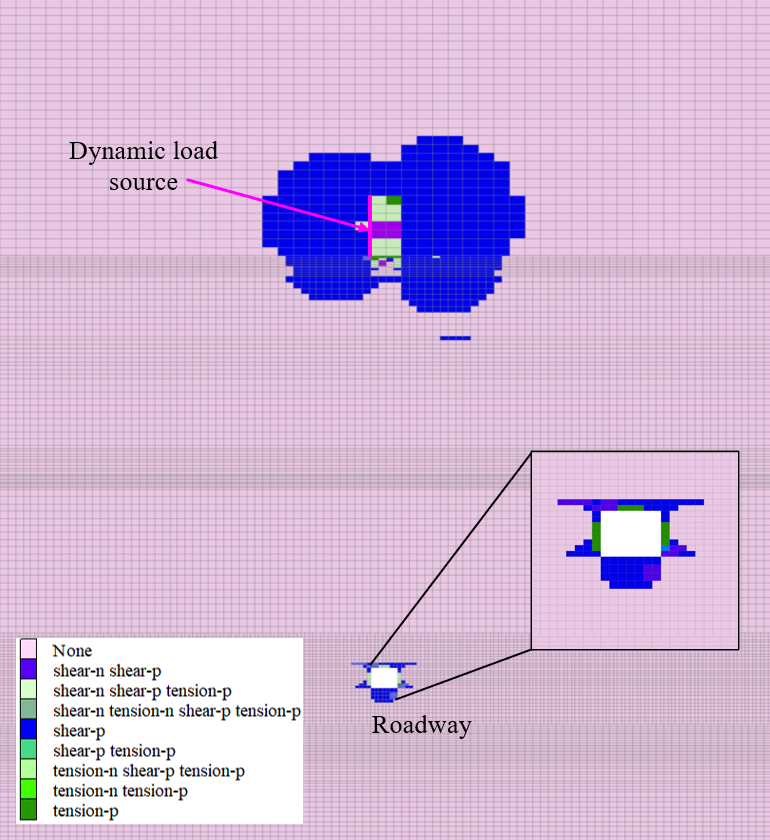 Dynamic load
source
None
shear-n shear-p
shear-n shear-p tension-p
shear-n tension-n shear-p tension-p
shear-p
shear-p tension-p
tension-n shear-p tension-p
tension-n tension-p
tension-p
Roadway